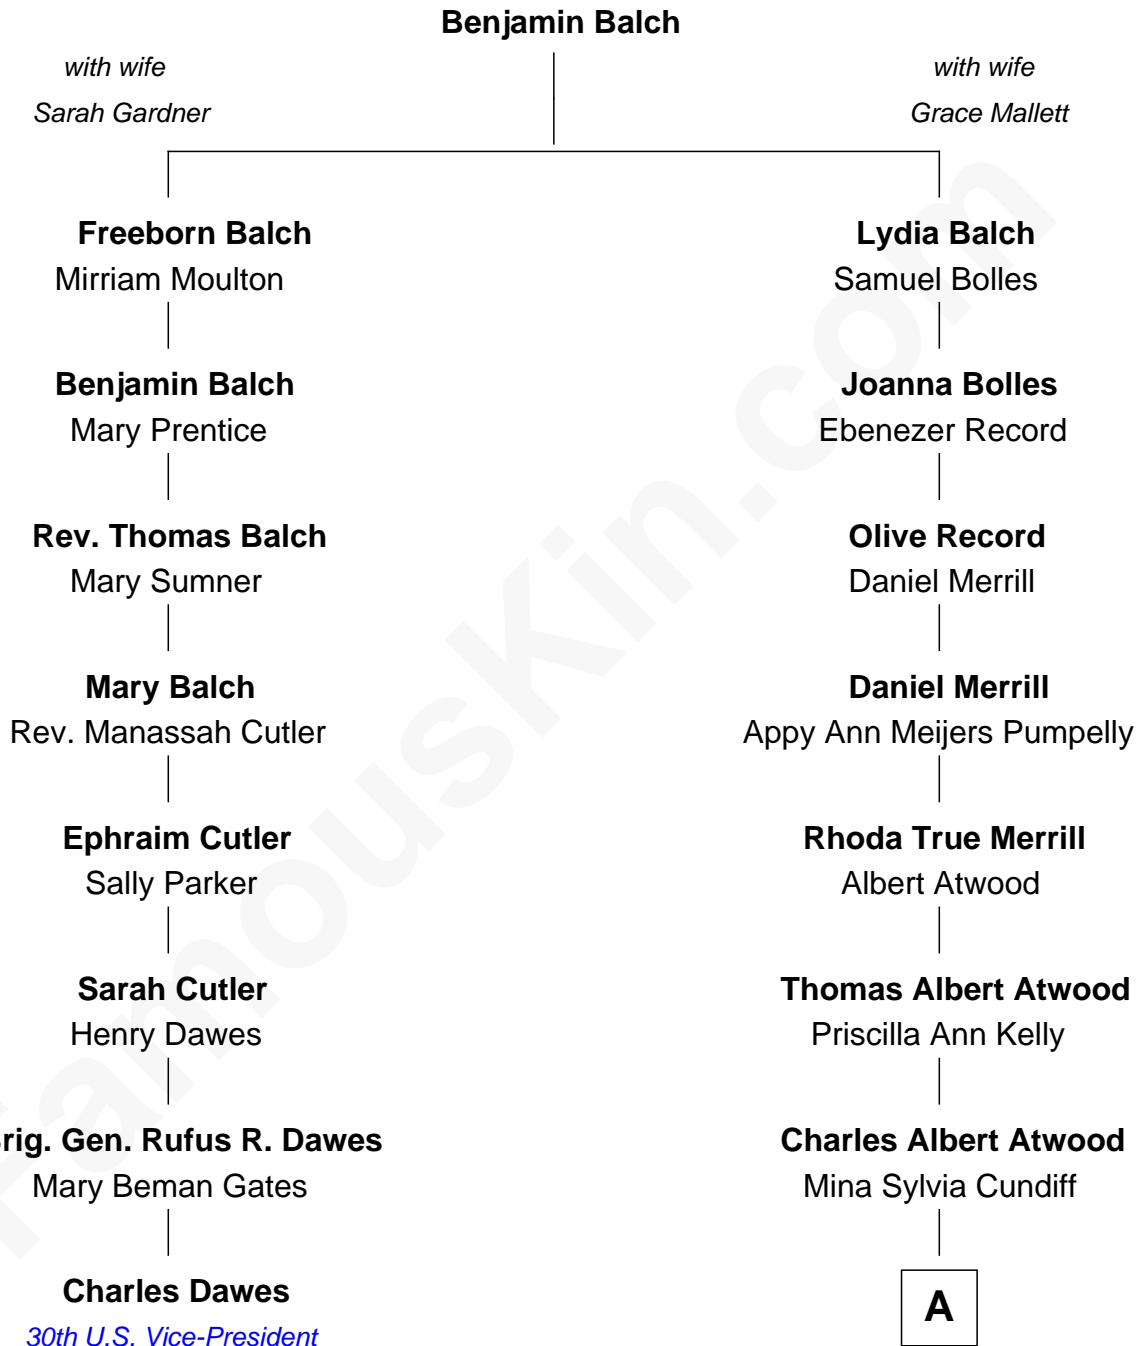 Benjamin Balch
with wife
Sarah Gardner
with wife
Grace Mallett
Freeborn Balch
Mirriam Moulton
Lydia Balch
Samuel Bolles
Benjamin Balch
Mary Prentice
Joanna Bolles
Ebenezer Record
Rev. Thomas Balch
Mary Sumner
Olive Record
Daniel Merrill
Mary Balch
Rev. Manassah Cutler
Daniel Merrill
Appy Ann Meijers Pumpelly
Ephraim Cutler
Sally Parker
Rhoda True Merrill
Albert Atwood
Sarah Cutler
Henry Dawes
Thomas Albert Atwood
Priscilla Ann Kelly
rig. Gen. Rufus R. Dawes
Mary Beman Gates
Charles Albert Atwood
Mina Sylvia Cundiff
Charles Dawes
30th U.S. Vice-President
A
FamousKin.com